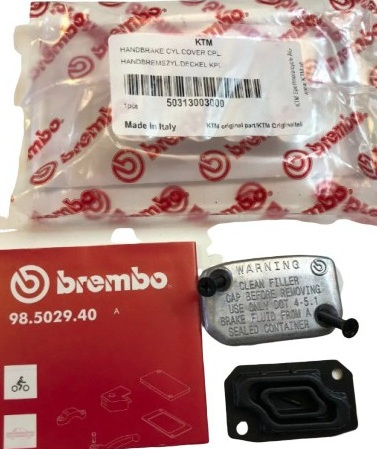 KTM
HANDBRAKE CYL.COVER CPL.
HANDBREMSZYL.DECKEL KPL.
1 pce 50313003000
Made in Italy KTM original part/KTM Originalteil
brembo
brembo
98.5029.40 A
WARNING
CLEAN FILLER
CAP BEFORE REMOVING.
USE ONLY DOT 4-5.1
BRAKE FLUID FROM A
SEALED CONTAINER